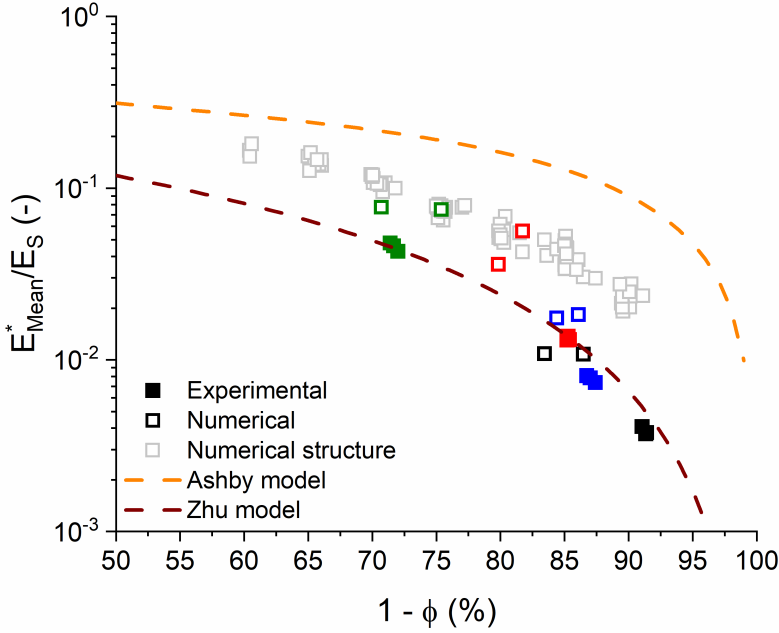 10⁰
10⁻¹
10⁻²
10⁻³
E*Mean/ES (-)
Experimental
Numerical
Numerical structure
Ashby model
Zhu model
50 55 60 65 70 75 80 85 90 95 100
1 - ϕ (%)